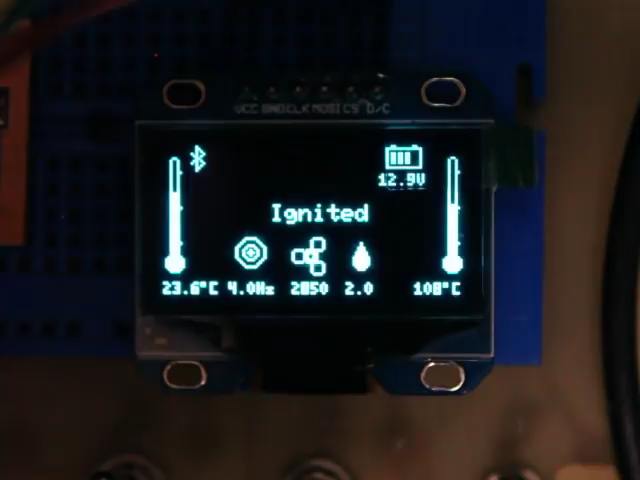 VCC GND CLK MOSI CS D/C
12.9V
Ignited
23.6°C 4.0Hz 2850 2.0 108°C